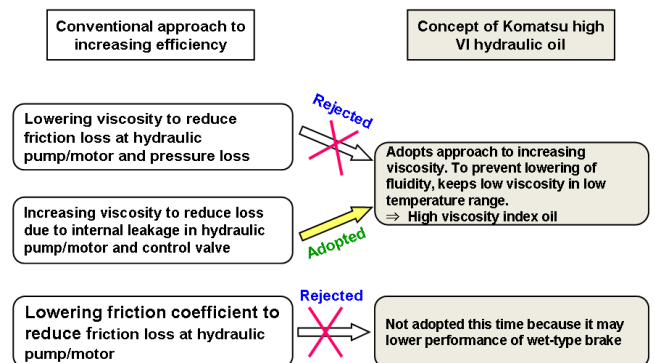 Conventional approach to
increasing efficiency
Concept of Komatsu high
VI hydraulic oil
Lowering viscosity to reduce
friction loss at hydraulic
pump/motor and pressure loss
Rejected
Increasing viscosity to reduce loss
due to internal leakage in hydraulic
pump/motor and control valve
Adopted
Adopts approach to increasing
viscosity. To prevent lowering of
fluidity, keeps low viscosity in low
temperature range.
⇒ High viscosity index oil
Lowering friction coefficient to
reduce friction loss at hydraulic
pump/motor
Rejected
Not adopted this time because it may
lower performance of wet-type brake